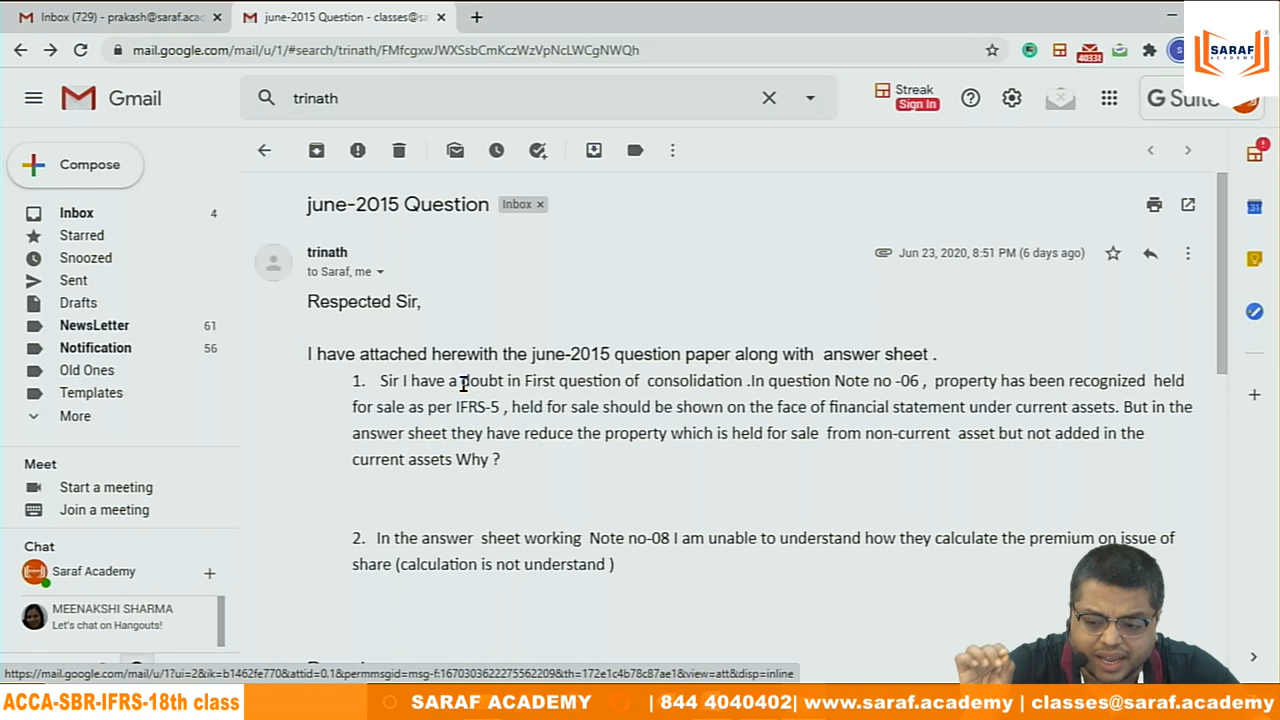 Inbox (729) - prakash@saraf.aca
june-2015 Question - classes@sa
mail.google.com/mail/u/1/#search/trinath/FMfcgxwJWXSsbCmKczWzVpNcLWCgNWQh
40331
S
SARAF
ACADEMY
Gmail
trinath
Streak
Sign In
G Suite
Compose
june-2015 Question
Inbox ×
Inbox 4
Starred
Snoozed
Sent
Drafts
NewsLetter 61
Notification 56
Old Ones
Templates
More
trinath
to Saraf, me
Jun 23, 2020, 8:51 PM (6 days ago)
Respected Sir,
I have attached herewith the june-2015 question paper along with answer sheet .
1. Sir I have a doubt in First question of consolidation .In question Note no -06 , property has been recognized held
for sale as per IFRS-5 , held for sale should be shown on the face of financial statement under current assets. But in the
answer sheet they have reduce the property which is held for sale from non-current asset but not added in the
current assets Why ?
2. In the answer sheet working Note no-08 I am unable to understand how they calculate the premium on issue of
share (calculation is not understand )
Meet
Start a meeting
Join a meeting
Chat
Saraf Academy
MEENAKSHI SHARMA
Let's chat on Hangouts!
https://mail.google.com/mail/u/1?ui=2&ik=b1462fe770&attid=0.1&permmsgid=msg-f:1670303622275562209&th=172e1c4b78c87ae1&view=att&disp=inline
ACCA-SBR-IFRS-18th class
SARAF ACADEMY | 844 4040402| www.saraf.academy | classes@saraf.academy